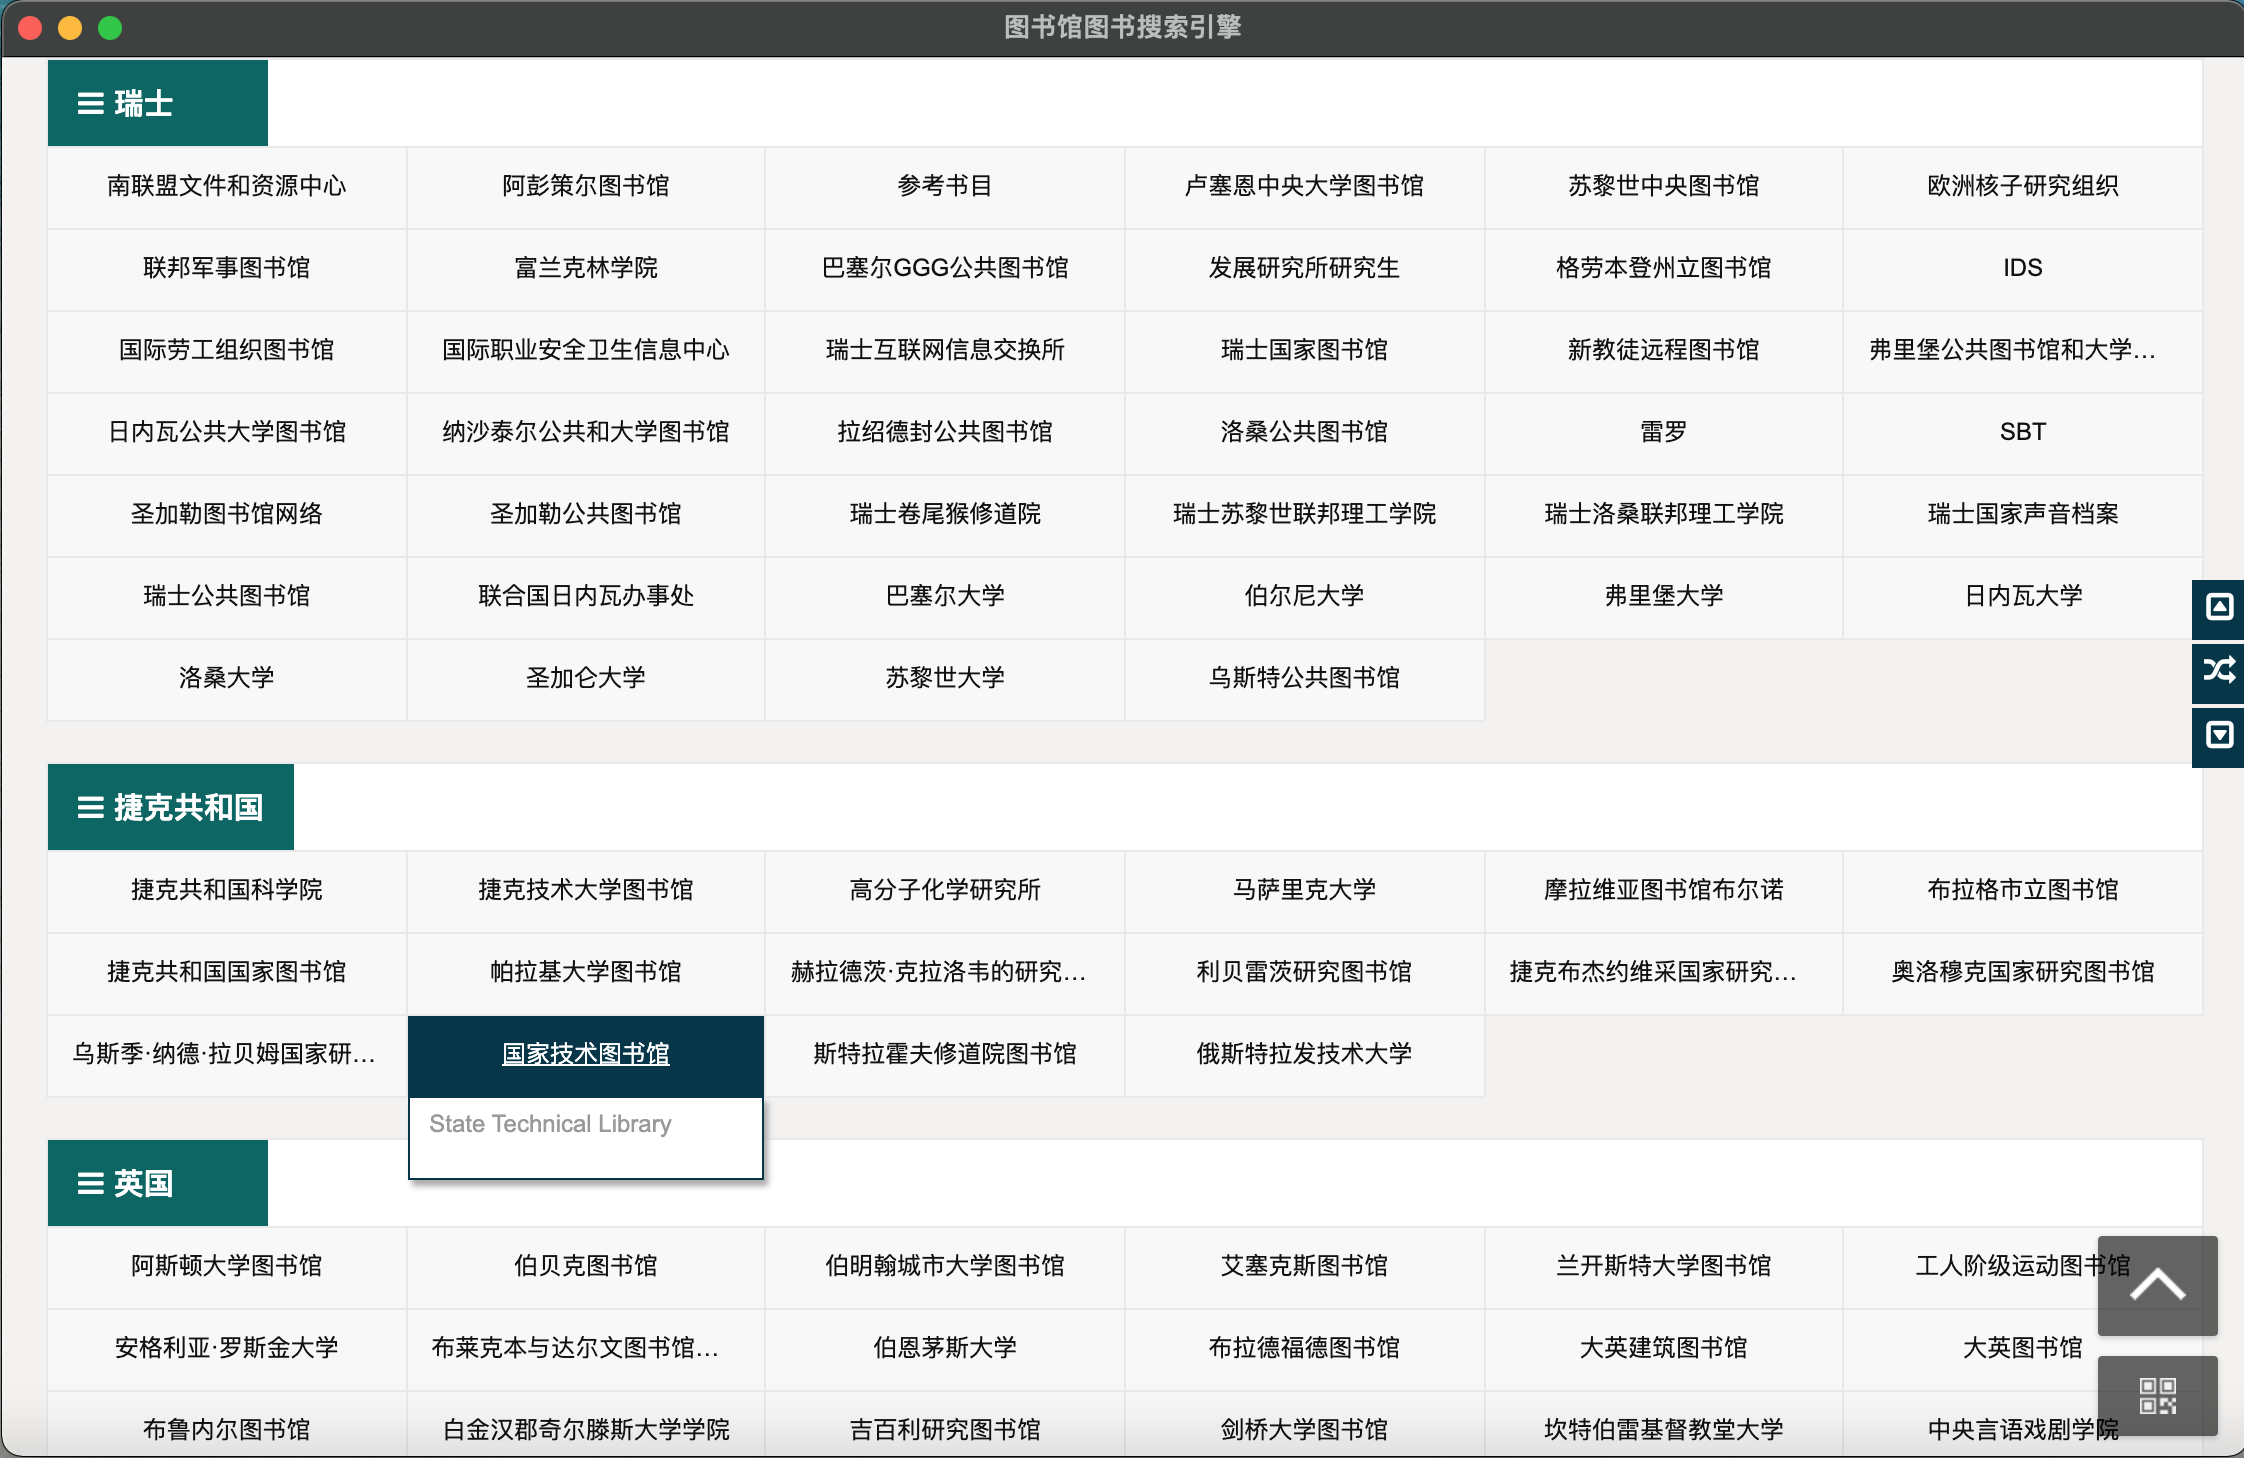 图书馆图书搜索引擎
瑞士
南联盟文件和资源中心 阿彭策尔图书馆 参考书目 卢塞恩中央大学图书馆 苏黎世中央图书馆 欧洲核子研究组织
联邦军事图书馆 富兰克林学院 巴塞尔GGG公共图书馆 发展研究所研究生 格劳本登州立图书馆 IDS
国际劳工组织图书馆 国际职业安全卫生信息中心 瑞士互联网信息交换所 瑞士国家图书馆 新教徒远程图书馆 弗里堡公共图书馆和大学...
日内瓦公共大学图书馆 纳沙泰尔公共和大学图书馆 拉绍德封公共图书馆 洛桑公共图书馆 雷罗 SBT
圣加勒图书馆网络 圣加勒公共图书馆 瑞士卷尾猴修道院 瑞士苏黎世联邦理工学院 瑞士洛桑联邦理工学院 瑞士国家声音档案
瑞士公共图书馆 联合国日内瓦办事处 巴塞尔大学 伯尔尼大学 弗里堡大学 日内瓦大学
洛桑大学 圣加仑大学 苏黎世大学 乌斯特公共图书馆
捷克共和国
捷克共和国科学院 捷克技术大学图书馆 高分子化学研究所 马萨里克大学 摩拉维亚图书馆布尔诺 布拉格市立图书馆
捷克共和国国家图书馆 帕拉基大学图书馆 赫拉德茨·克拉洛韦的研究... 利贝雷茨研究图书馆 捷克布杰约维采国家研究... 奥洛穆克国家研究图书馆
乌斯季·纳德·拉贝姆国家研... 国家技术图书馆 斯特拉霍夫修道院图书馆 俄斯特拉发技术大学
State Technical Library
英国
阿斯顿大学图书馆 伯贝克图书馆 伯明翰城市大学图书馆 艾塞克斯图书馆 兰开斯特大学图书馆 工人阶级运动图书馆
安格利亚·罗斯金大学 布莱克本与达尔文图书馆... 伯恩茅斯大学 布拉德福德图书馆 大英建筑图书馆 大英图书馆
布鲁内尔图书馆 白金汉郡奇尔滕斯大学学院 吉百利研究图书馆 剑桥大学图书馆 坎特伯雷基督教堂大学 中央言语戏剧学院